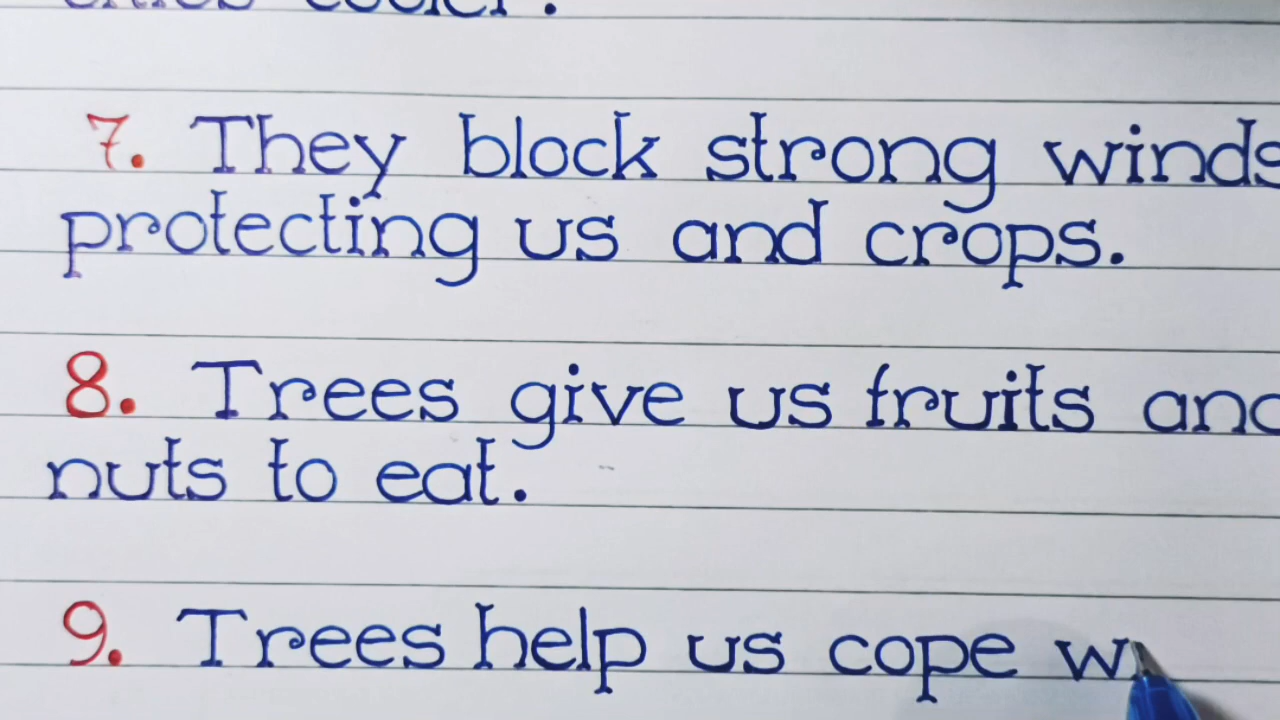 cooler.
7. They block strong winds
protecting us and crops.
8. Trees give us fruits and
nuts to eat.
9. Trees help us cope